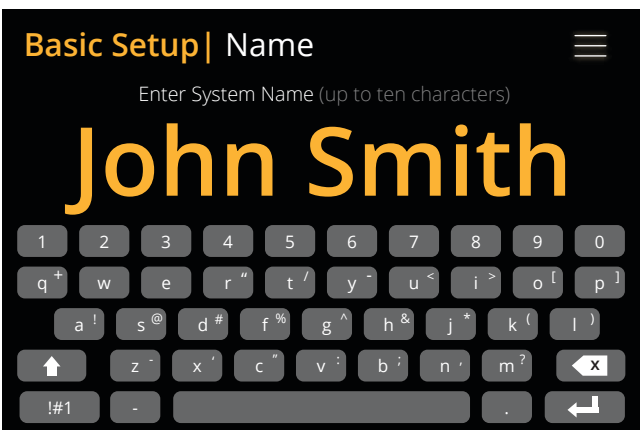 Basic Setup| Name
Enter System Name (up to ten characters)
John Smith
1 2 3 4 5 6 7 8 9 0
q + w e r “ t / y - u < i > o [ p ]
a ! s @ d # f % g ^ h & j * k ( l )
z - x ‘ c ” v : b ; n , m ? X
!#1 - .